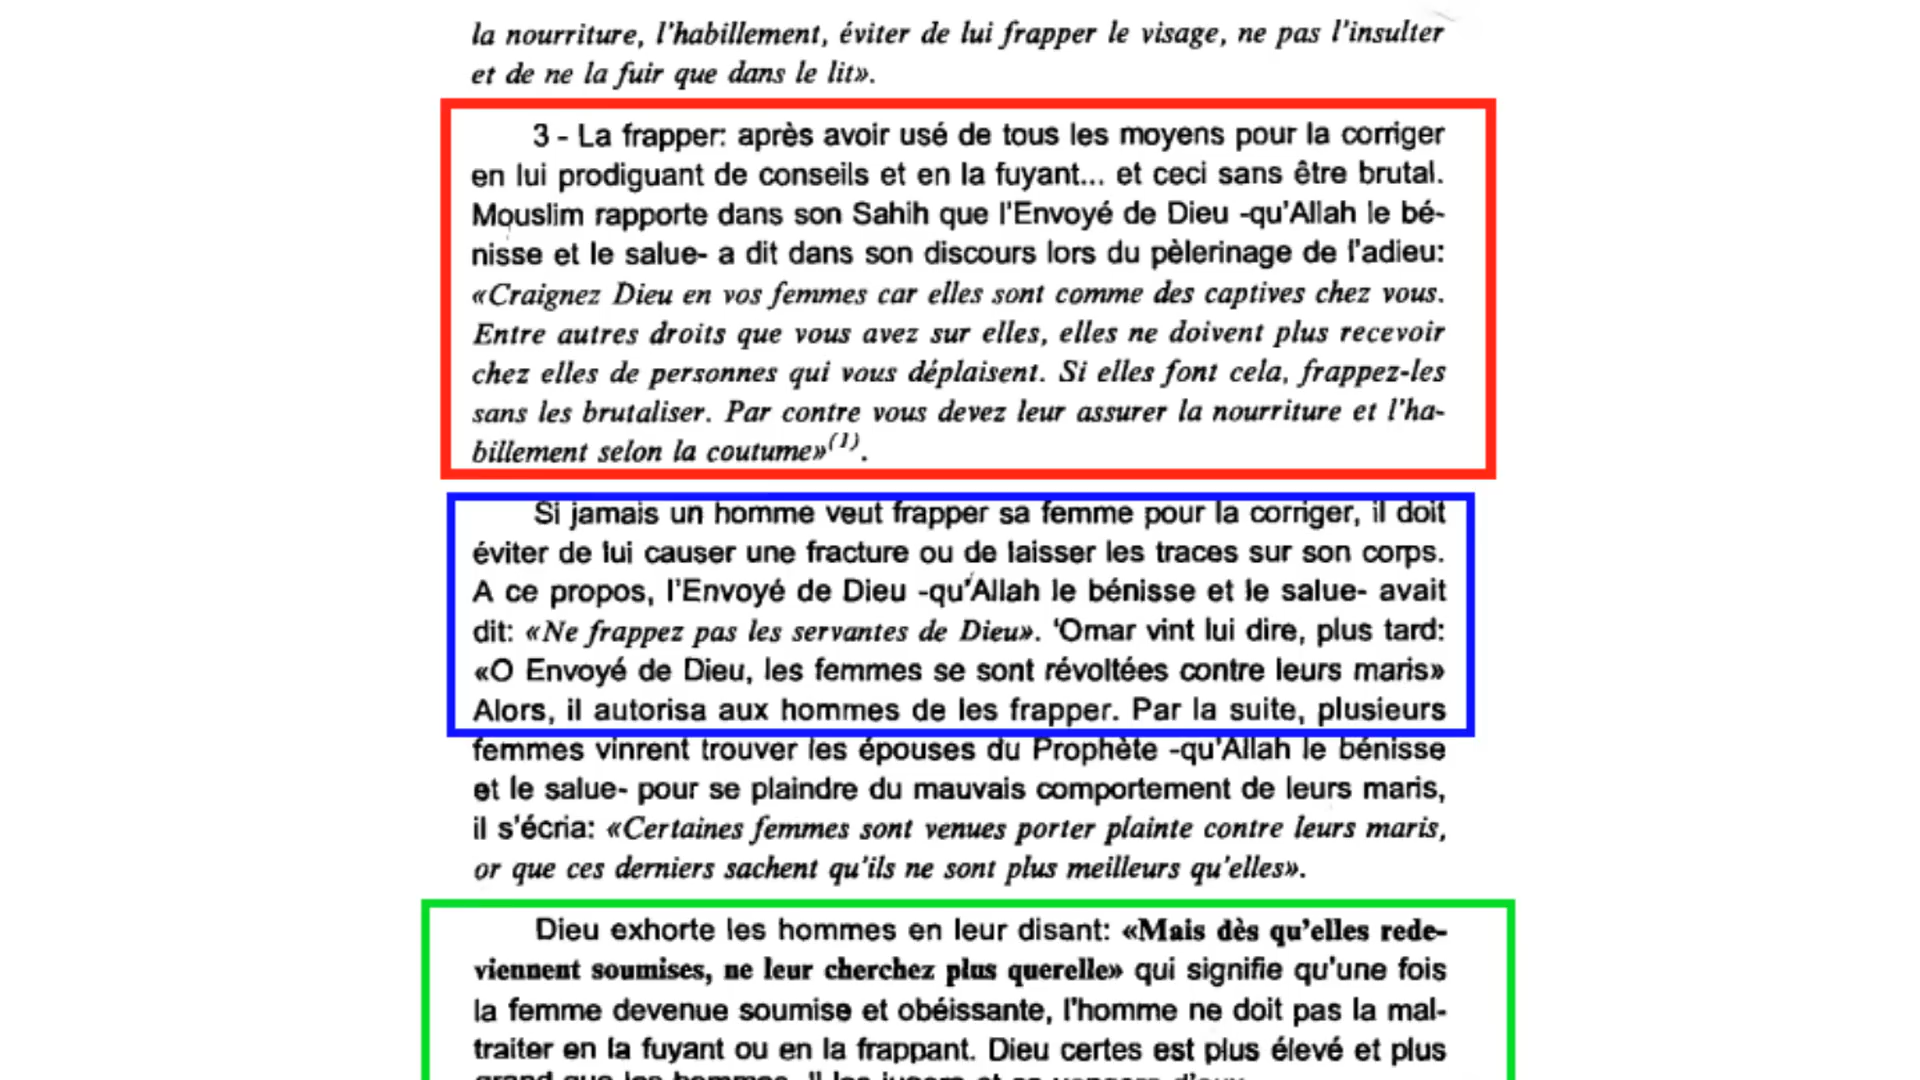 la nourriture, l'habillement, éviter de lui frapper le visage, ne pas l'insulter
et de ne la fuir que dans le lit».
3 - La frapper: après avoir usé de tous les moyens pour la corriger
en lui prodiguant de conseils et en la fuyant... et ceci sans être brutal.
Mouslim rapporte dans son Sahih que l'Envoyé de Dieu -qu'Allah le bé-
nisse et le salue- a dit dans son discours lors du pèlerinage de l'adieu:
«Craignez Dieu en vos femmes car elles sont comme des captives chez vous.
Entre autres droits que vous avez sur elles, elles ne doivent plus recevoir
chez elles de personnes qui vous déplaisent. Si elles font cela, frappez-les
sans les brutaliser. Par contre vous devez leur assurer la nourriture et l'ha-
billement selon la coutume»(1).
Si jamais un homme veut frapper sa femme pour la corriger, il doit
éviter de lui causer une fracture ou de laisser les traces sur son corps.
A ce propos, l'Envoyé de Dieu -qu'Allah le bénisse et le salue- avait
dit: «Ne frappez pas les servantes de Dieu». 'Omar vint lui dire, plus tard:
«O Envoyé de Dieu, les femmes se sont révoltées contre leurs maris»
Alors, il autorisa aux hommes de les frapper. Par la suite, plusieurs
femmes vinrent trouver les épouses du Prophète -qu'Allah le bénisse
et le salue- pour se plaindre du mauvais comportement de leurs maris,
il s'écria: «Certaines femmes sont venues porter plainte contre leurs maris,
or que ces derniers sachent qu'ils ne sont plus meilleurs qu'elles».
Dieu exhorte les hommes en leur disant: «Mais dès qu'elles rede-
viennent soumises, ne leur cherchez plus querelle» qui signifie qu'une fois
la femme devenue soumise et obéissante, l'homme ne doit pas la mal-
traiter en la fuyant ou en la frappant. Dieu certes est plus élevé et plus
grand que les hommes. Il les jugera et se vengera d'eux.